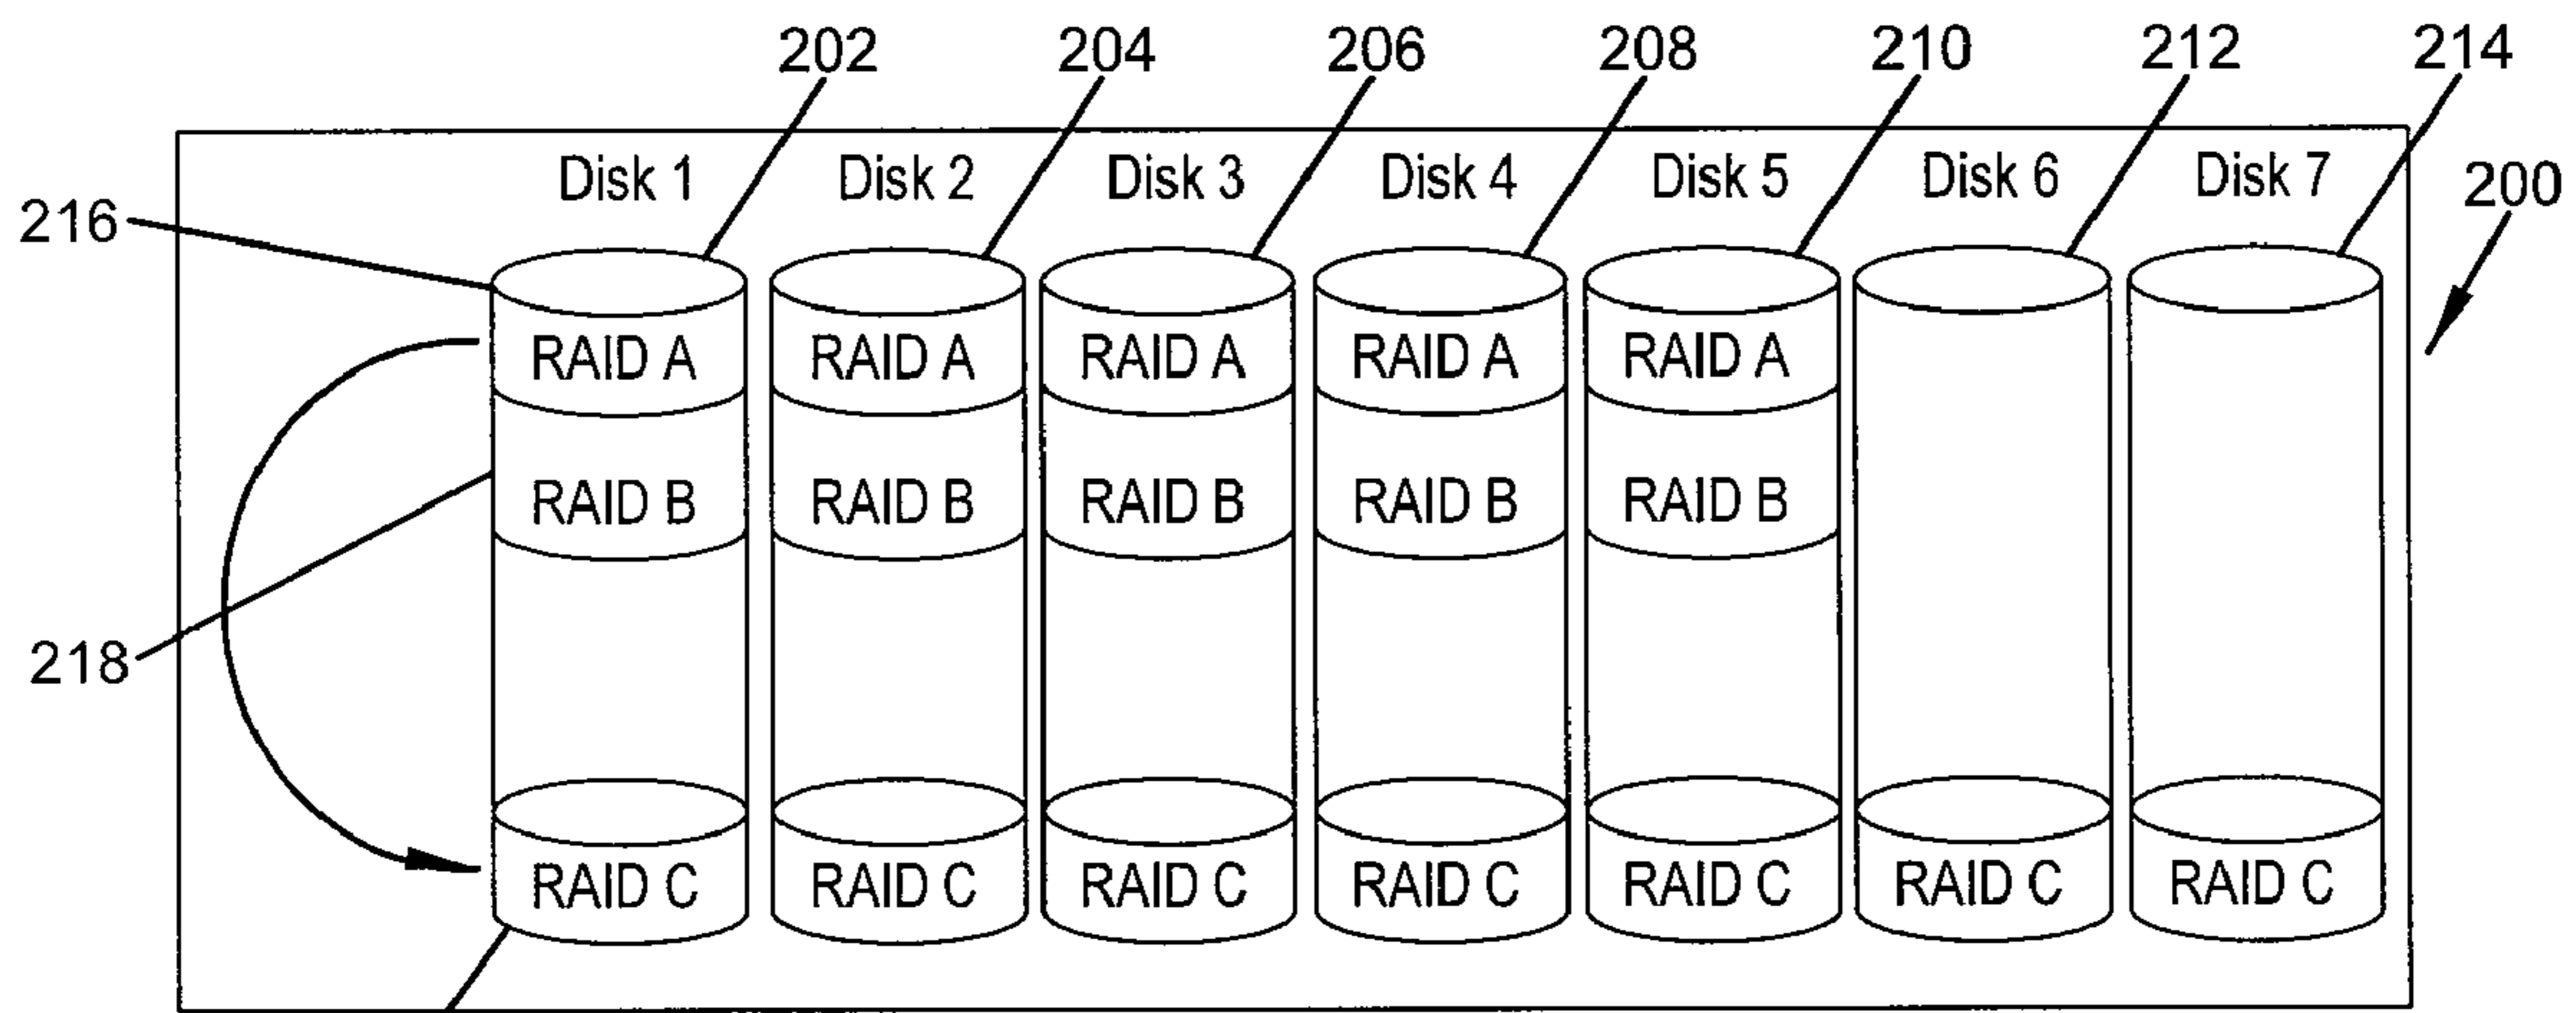 202 204 206 208 210 212 214
Disk 1 Disk 2 Disk 3 Disk 4 Disk 5 Disk 6 Disk 7
200
216
RAID A RAID A RAID A RAID A RAID A
RAID B RAID B RAID B RAID B RAID B
218
RAID C RAID C RAID C RAID C RAID C RAID C RAID C